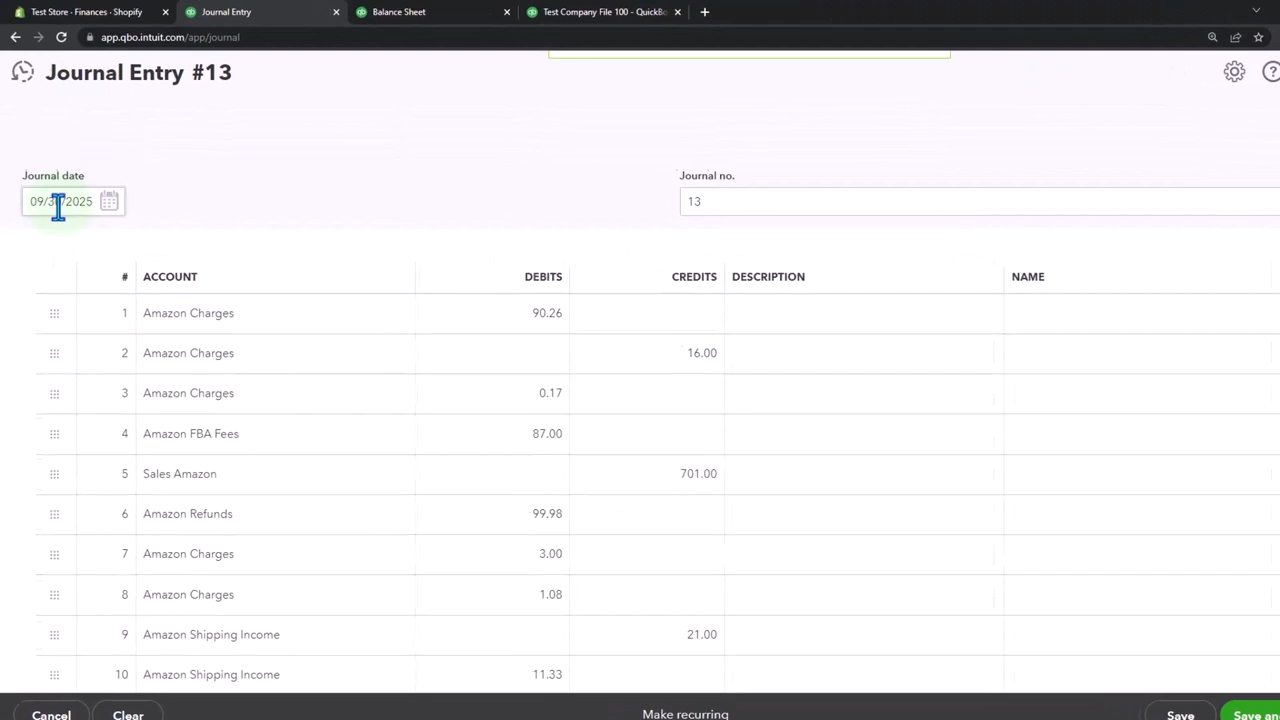 Test Store · Finances · Shopify
Journal Entry
Balance Sheet
Test Company File 100 - QuickBo
app.qbo.intuit.com/app/journal
Journal Entry #13
Journal date
Journal no.
09/30/2025
13
# ACCOUNT DEBITS CREDITS DESCRIPTION NAME
1 Amazon Charges 90.26
2 Amazon Charges 16.00
3 Amazon Charges 0.17
4 Amazon FBA Fees 87.00
5 Sales Amazon 701.00
6 Amazon Refunds 99.98
7 Amazon Charges 3.00
8 Amazon Charges 1.08
9 Amazon Shipping Income 21.00
10 Amazon Shipping Income 11.33
Cancel Clear Make recurring Save Save an